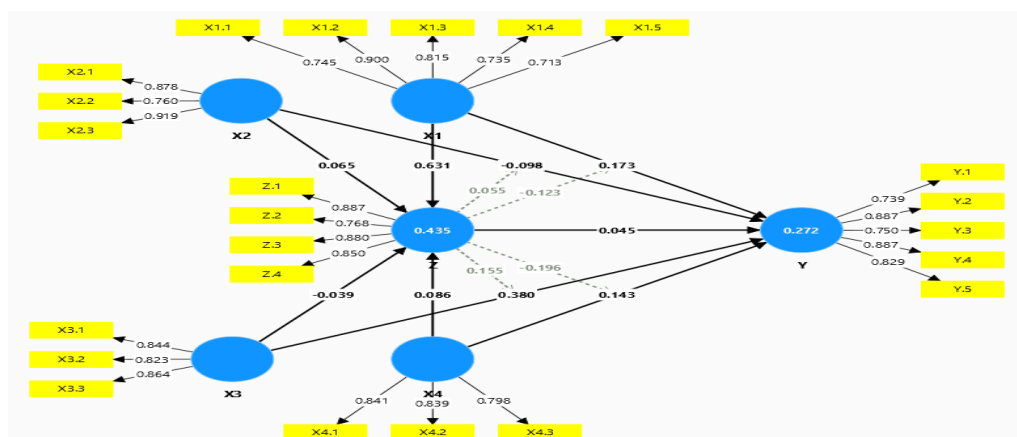 X1.1 X1.2 X1.3 X1.4 X1.5
0.745 0.900 0.815 0.735 0.713
X2.1
X2.2
X2.3
0.878
0.760
0.919
X2
X1
0.065 0.631 -0.098 0.173
0.055 -0.123
Z.1
Z.2
Z.3
Z.4
0.887
0.768
0.880
0.850
0.435
Z
0.045
0.272
Y
0.739
0.887
0.750
0.887
0.829
Y.1
Y.2
Y.3
Y.4
Y.5
0.155 -0.196
-0.039 0.086 0.380 0.143
X3.1
X3.2
X3.3
0.844
0.823
0.864
X3
X4
0.841 0.839 0.798
X4.1 X4.2 X4.3